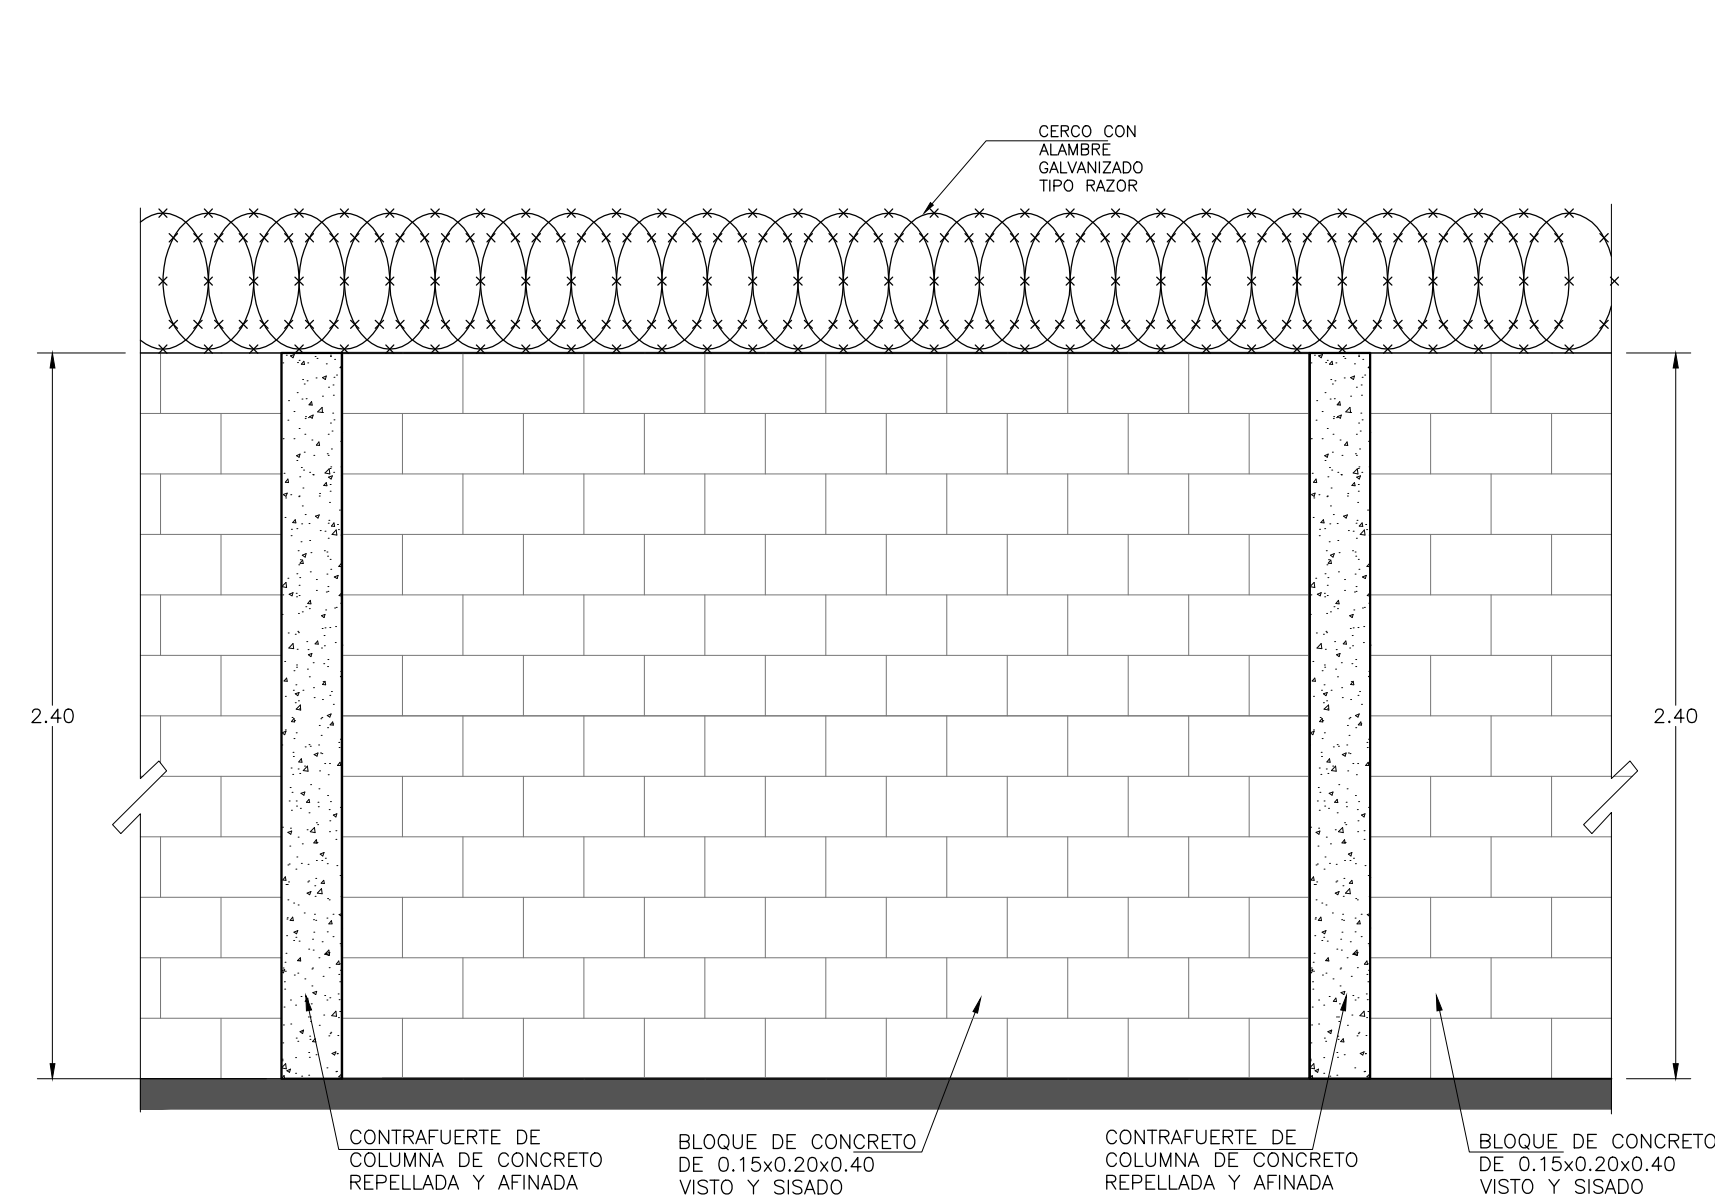 CERCO CON
ALAMBRE
GALVANIZADO
TIPO RAZOR
2.40
2.40
CONTRAFUERTE DE
COLUMNA DE CONCRETO
REPELLADA Y AFINADA
BLOQUE DE CONCRETO
DE 0.15x0.20x0.40
VISTO Y SISADO
CONTRAFUERTE DE
COLUMNA DE CONCRETO
REPELLADA Y AFINADA
BLOQUE DE CONCRETO
DE 0.15x0.20x0.40
VISTO Y SISADO